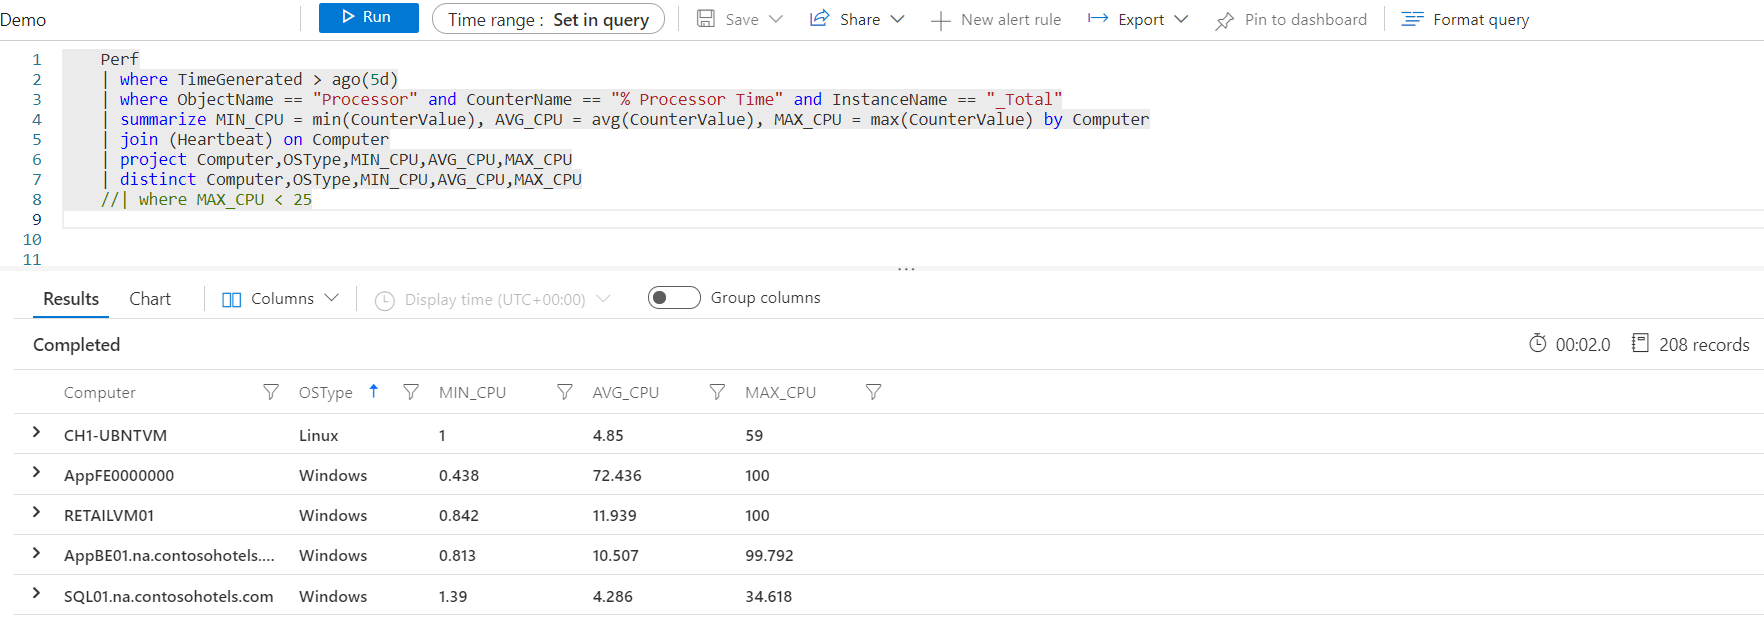 Demo
Run
Time range : Set in query
Save
Share
New alert rule
Export
Pin to dashboard
Format query
1 Perf
2 | where TimeGenerated > ago(5d)
3 | where ObjectName == "Processor" and CounterName == "% Processor Time" and InstanceName == "_Total"
4 | summarize MIN_CPU = min(CounterValue), AVG_CPU = avg(CounterValue), MAX_CPU = max(CounterValue) by Computer
5 | join (Heartbeat) on Computer
6 | project Computer,OSType,MIN_CPU,AVG_CPU,MAX_CPU
7 | distinct Computer,OSType,MIN_CPU,AVG_CPU,MAX_CPU
8 //| where MAX_CPU < 25
9
10
11
...
Results Chart Columns Display time (UTC+00:00) Group columns
Completed 00:02.0 208 records
Computer OSType MIN_CPU AVG_CPU MAX_CPU
CH1-UBNTVM Linux 1 4.85 59
AppFE0000000 Windows 0.438 72.436 100
RETAILVM01 Windows 0.842 11.939 100
AppBE01.na.contosohotels.... Windows 0.813 10.507 99.792
SQL01.na.contosohotels.com Windows 1.39 4.286 34.618